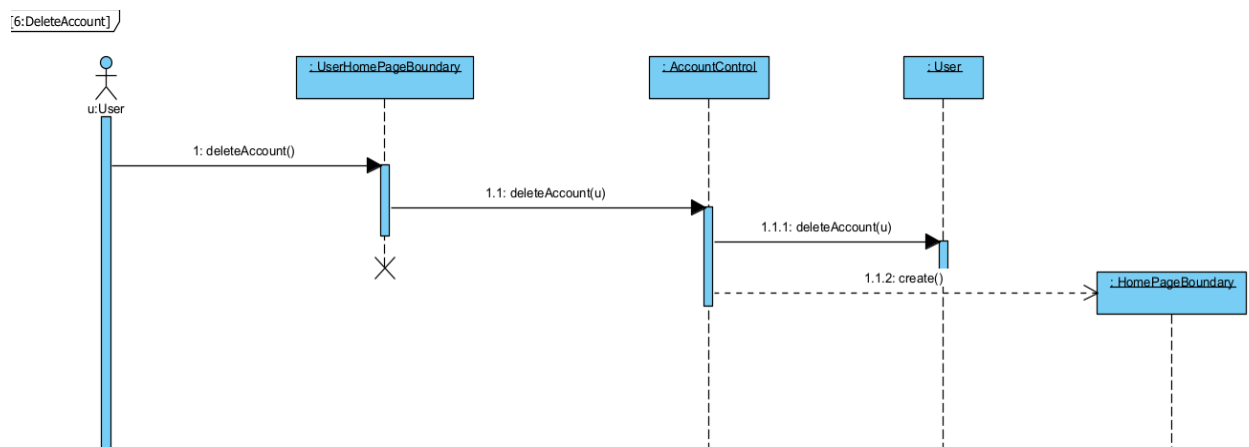 [6:DeleteAccount]
: UserHomePageBoundary
: AccountControl
: User
u:User
1: deleteAccount()
1.1: deleteAccount(u)
1.1.1: deleteAccount(u)
1.1.2: create()
: HomePageBoundary